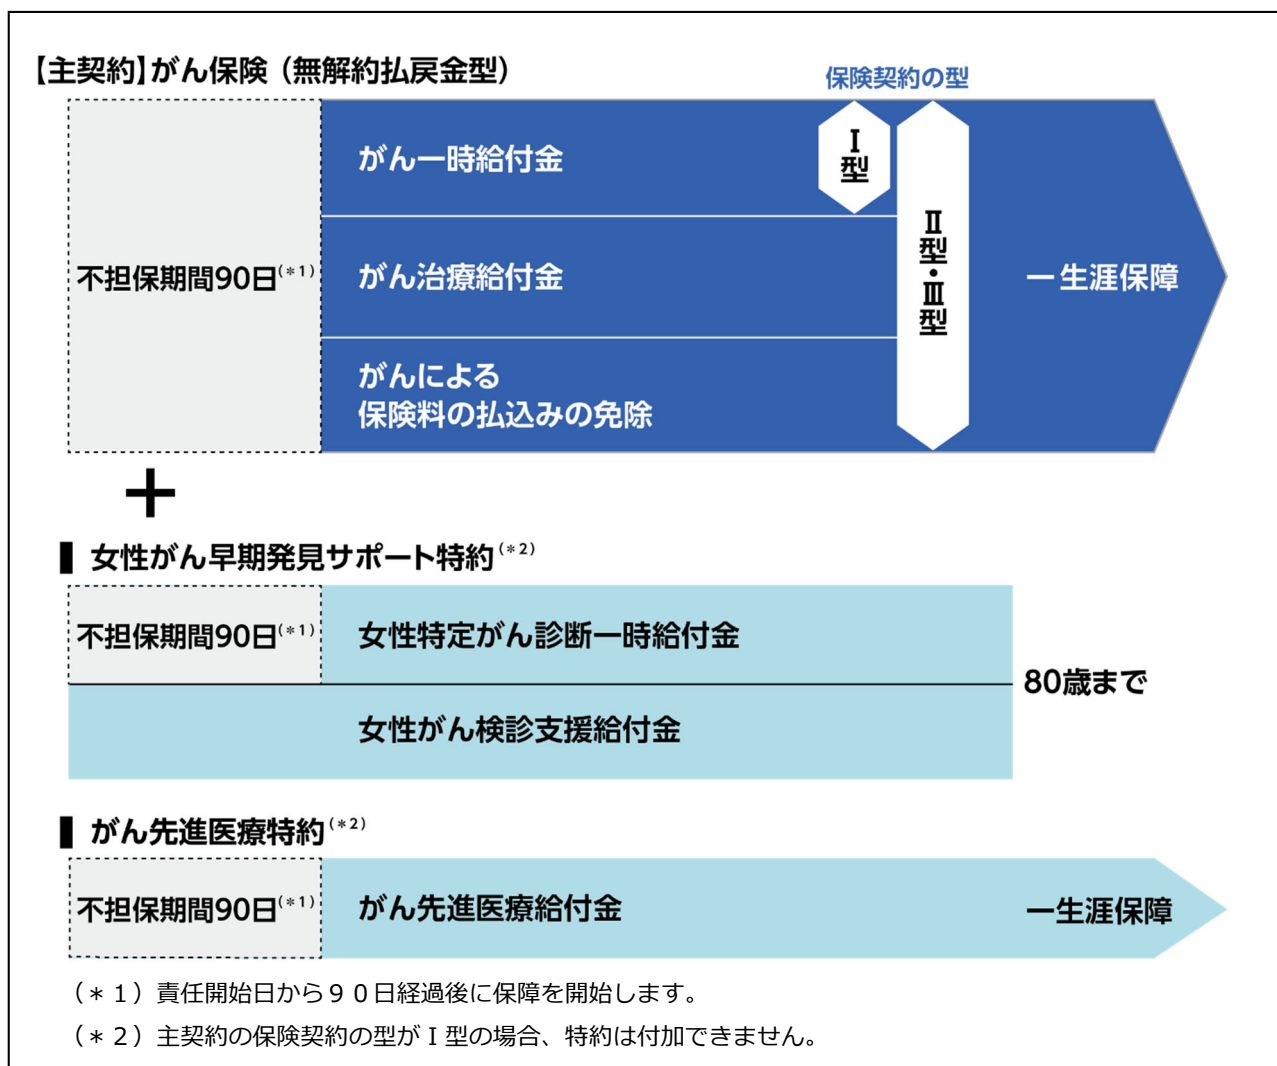 【主契約】がん保険（無解約払戻金型）
保険契約の型
不担保期間90日(＊1)
がん一時給付金
Ⅰ型
がん治療給付金
Ⅱ型・Ⅲ型
一生涯保障
がんによる
保険料の払込みの免除
＋
女性がん早期発見サポート特約(＊2)
不担保期間90日(＊1)
女性特定がん診断一時給付金
80歳まで
女性がん検診支援給付金
がん先進医療特約(＊2)
不担保期間90日(＊1)
がん先進医療給付金
一生涯保障
（＊１）責任開始日から９０日経過後に保障を開始します。
（＊２）主契約の保険契約の型がⅠ型の場合、特約は付加できません。